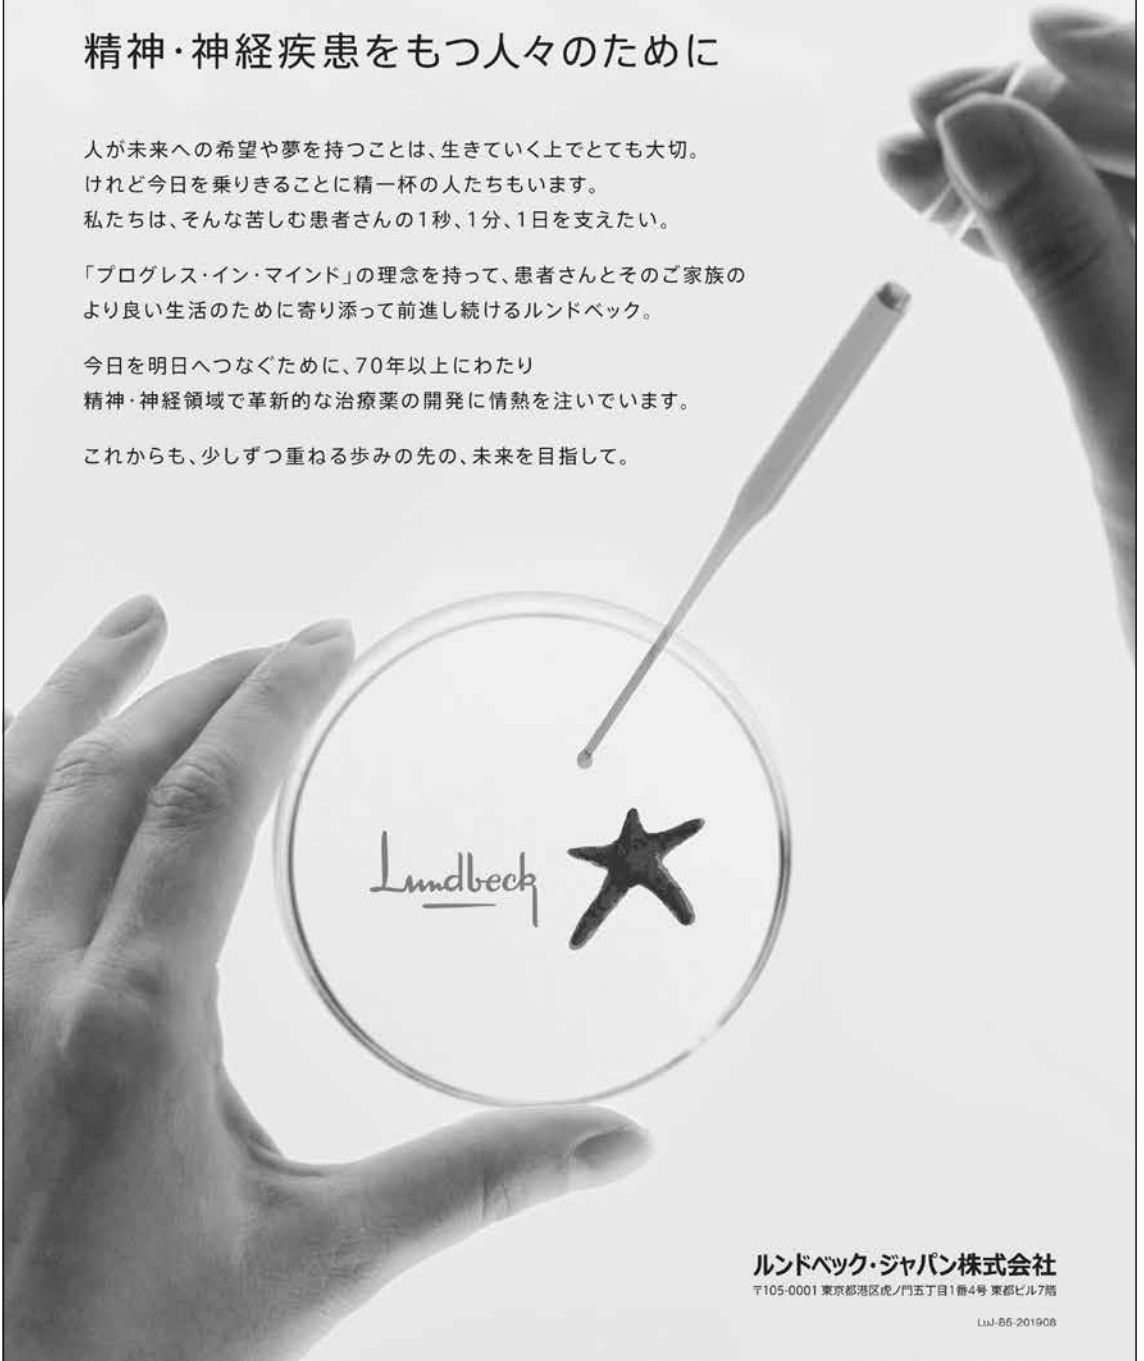 精神・神経疾患をもつ人々のために
人が未来への希望や夢を持つことは、生きていく上でとても大切。
けれど今日を乗りきることに精一杯の人たちもいます。
私たちは、そんな苦しむ患者さんの1秒、1分、1日を支えたい。
「プログレス・イン・マインド」の理念を持って、患者さんとそのご家族の
より良い生活のために寄り添って前進し続けるルンドベック。
今日を明日へつなぐために、70年以上にわたり
精神・神経領域で革新的な治療薬の開発に情熱を注いでいます。
これからも、少しずつ重ねる歩みの先の、未来を目指して。
Lundbeck
ルンドベック・ジャパン株式会社
〒105-0001 東京都港区虎ノ門五丁目1番4号 東都ビル7階
LuJ-B5-201908